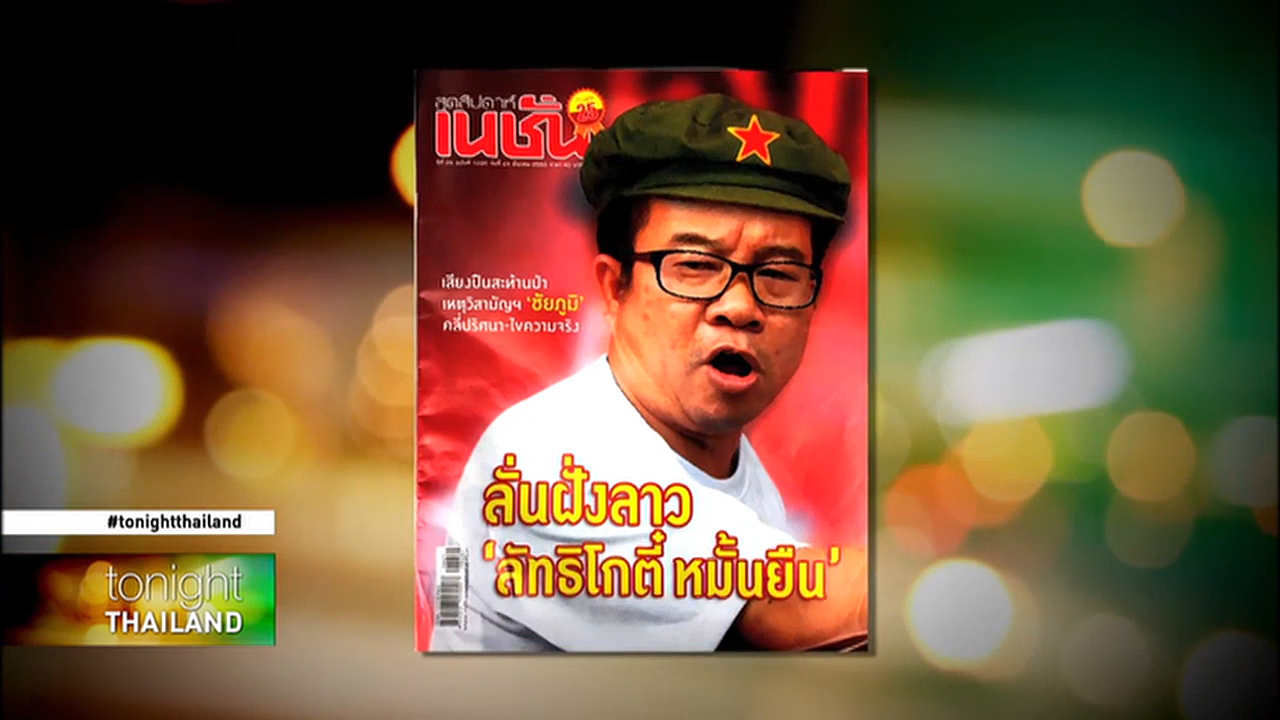 สุดสัปดาห์
เนชั่น
25
เสียงปืนสะท้านป่า
เหตุวิสามัญฯ 'ชัยภูมิ'
คลี่ปริศนา-ไขความจริง
ลั่นฝั่งลาว
'ลัทธิโกตี๋ หมื่นยืน'
#tonightthailand
tonight
THAILAND